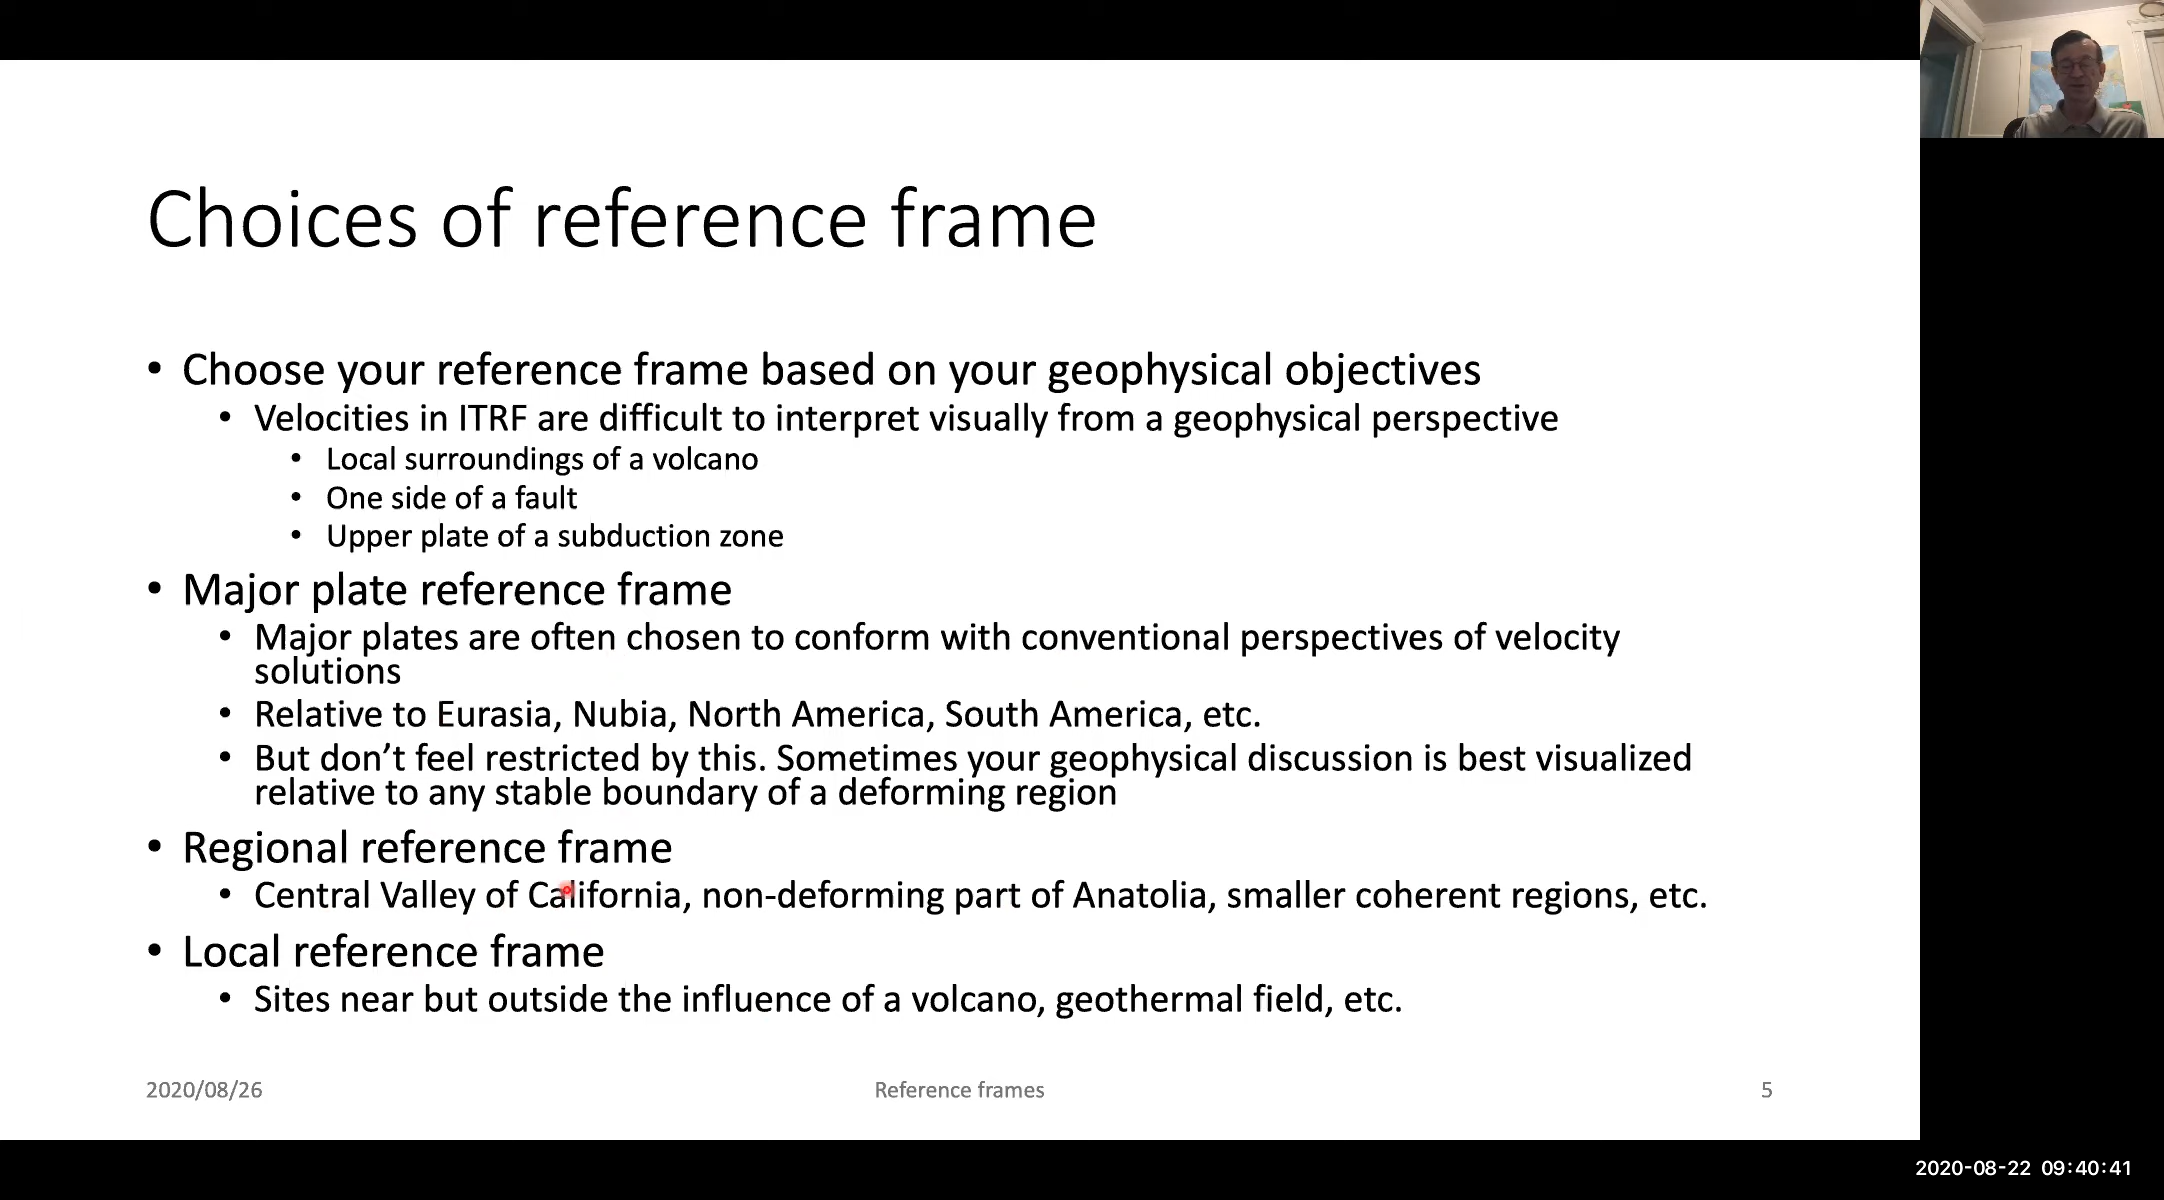 Choices of reference frame
• Choose your reference frame based on your geophysical objectives
• Velocities in ITRF are difficult to interpret visually from a geophysical perspective
• Local surroundings of a volcano
• One side of a fault
• Upper plate of a subduction zone
• Major plate reference frame
• Major plates are often chosen to conform with conventional perspectives of velocity
solutions
• Relative to Eurasia, Nubia, North America, South America, etc.
• But don’t feel restricted by this. Sometimes your geophysical discussion is best visualized
relative to any stable boundary of a deforming region
• Regional reference frame
• Central Valley of California, non-deforming part of Anatolia, smaller coherent regions, etc.
• Local reference frame
• Sites near but outside the influence of a volcano, geothermal field, etc.
2020/08/26
Reference frames
5
2020-08-22 09:40:41